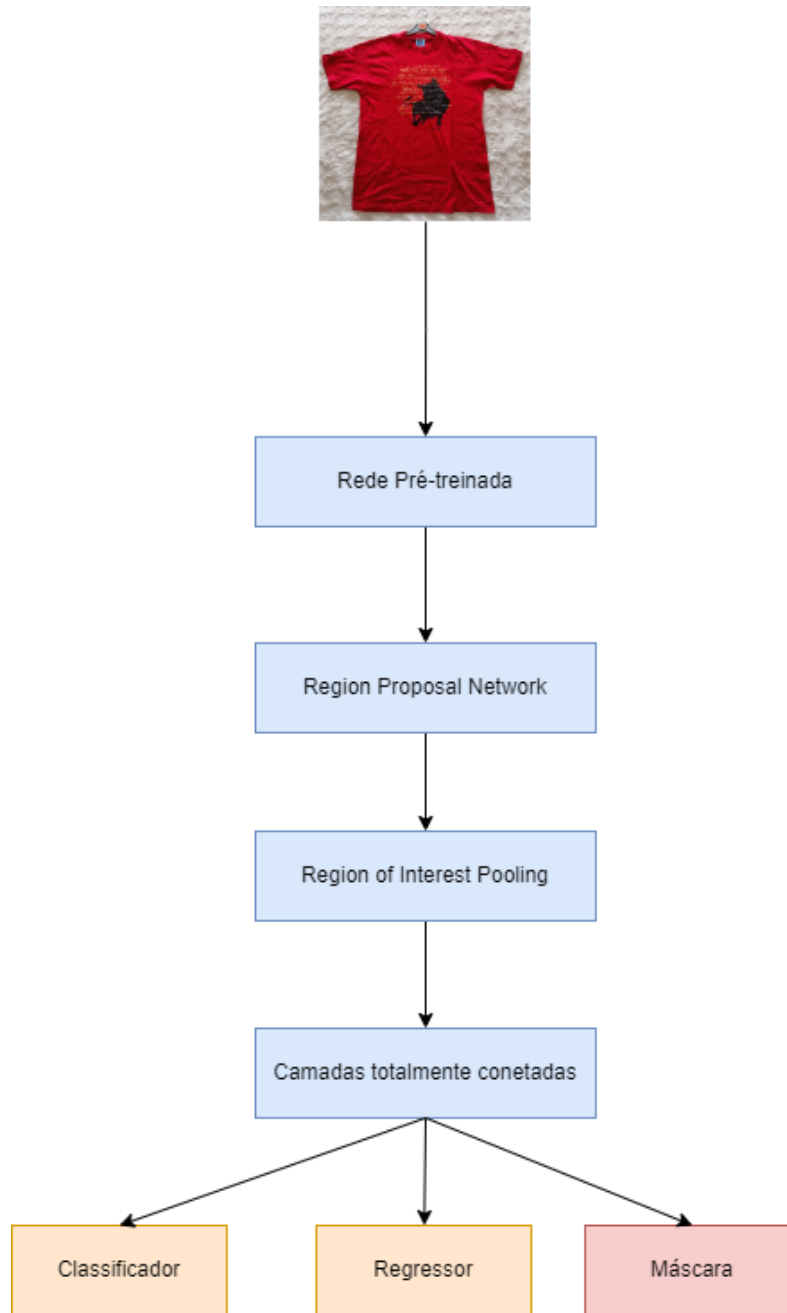 Rede Pré-treinada
Region Proposal Network
Region of Interest Pooling
Camadas totalmente conetadas
Classificador
Regressor
Máscara